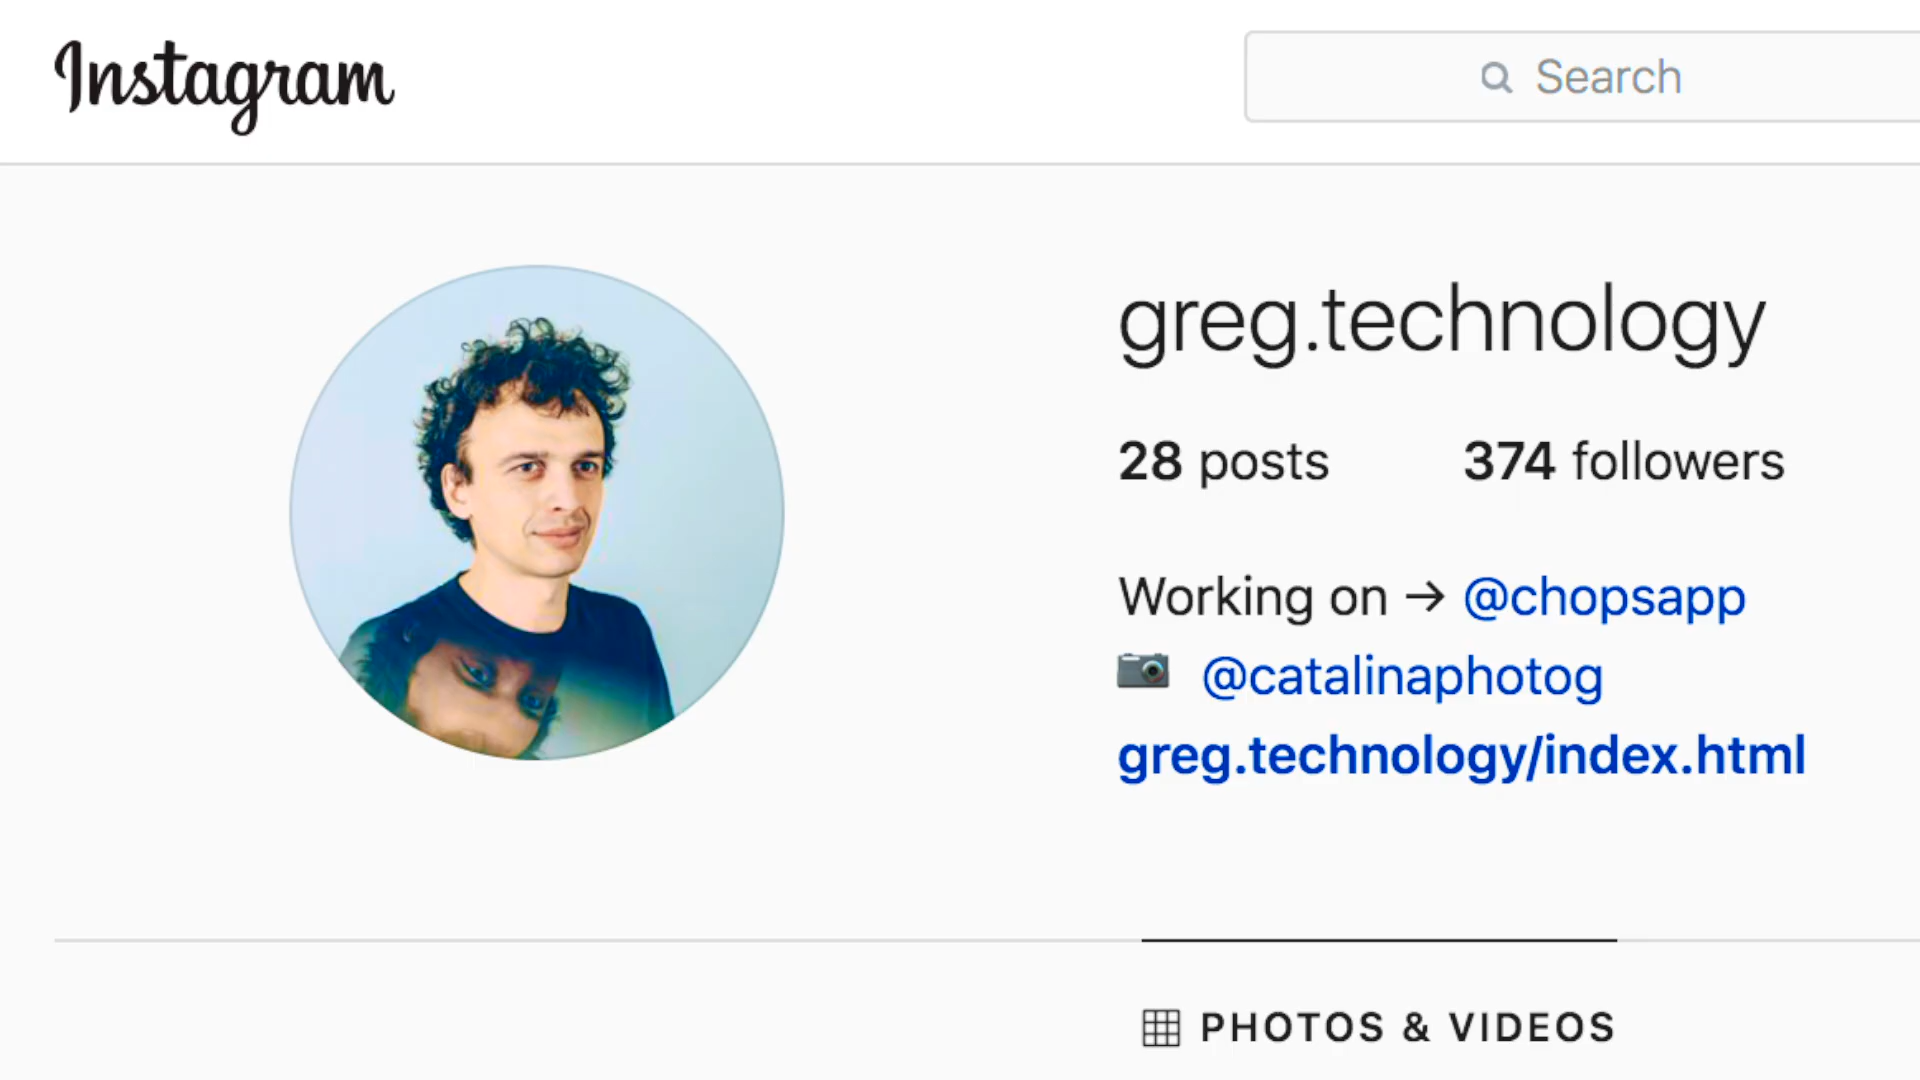 Instagram
Search
greg.technology
28 posts 374 followers
Working on → @chopsapp
📷 @catalinaphotog
greg.technology/index.html
PHOTOS & VIDEOS